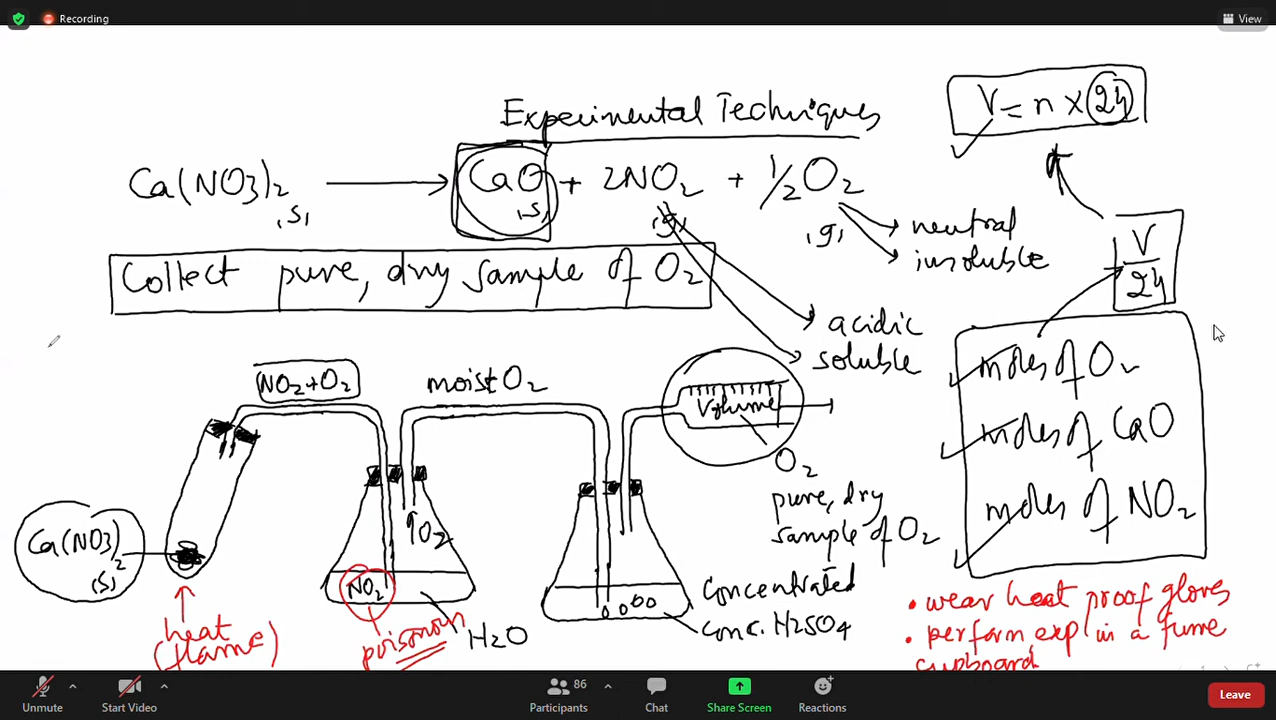 Recording
View
Experimental Techniques
V = n × 24
Ca(NO3)2 (s) ⟶ CaO (s) + 2NO2 (g) + 1/2 O2 (g)
neutral
insoluble
V/24
Collect pure, dry sample of O2
acidic
soluble
moles of O2
moles of CaO
moles of NO2
NO2+O2
moist O2
Volume
O2
pure, dry
sample of O2
Ca(NO3)2 (s)
O2
NO2
H2O
poisonous
heat
(flame)
Concentrated
Conc. H2SO4
• wear heat proof gloves
• perform exp in a fume
cupboard
Unmute
Start Video
86
Participants
Chat
Share Screen
Reactions
Leave